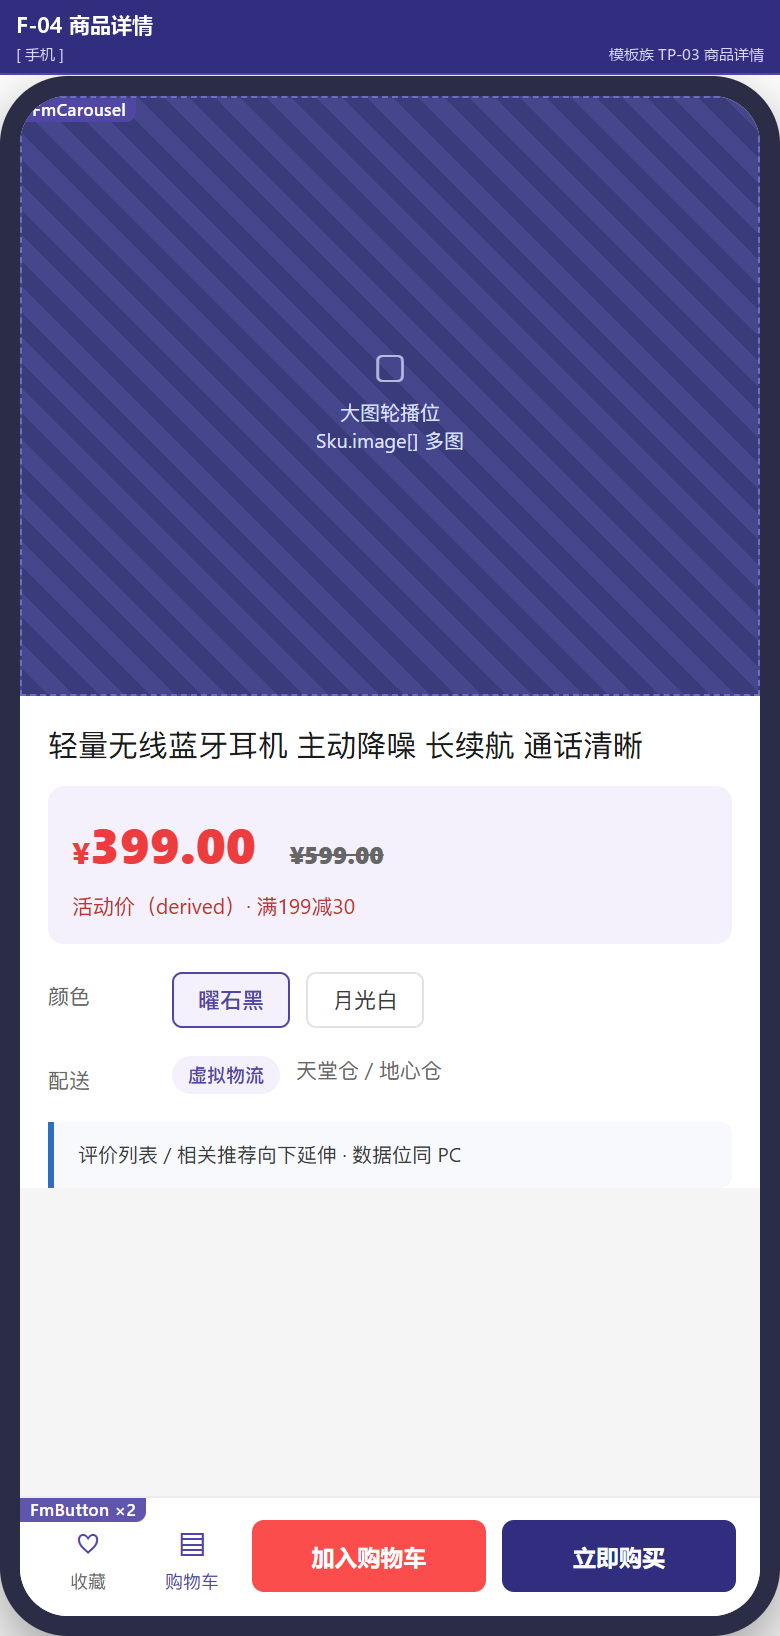 F-04 商品详情
[ 手机 ]
模板族 TP-03 商品详情
FmCarousel
大图轮播位
Sku.image[] 多图
轻量无线蓝牙耳机 主动降噪 长续航 通话清晰
¥399.00 ¥599.00
活动价（derived）· 满199减30
颜色 曜石黑 月光白
配送 虚拟物流 天堂仓 / 地心仓
评价列表 / 相关推荐向下延伸 · 数据位同 PC
FmButton ×2
收藏 购物车 加入购物车 立即购买